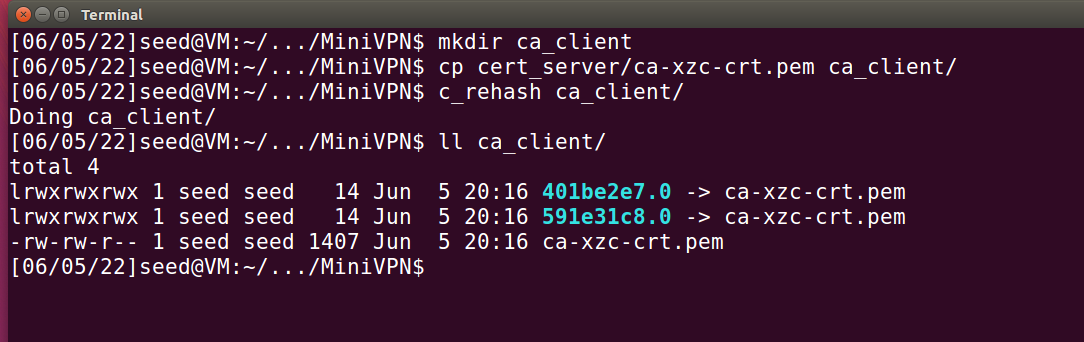 Terminal
[06/05/22]seed@VM:~/.../MiniVPN$ mkdir ca_client
[06/05/22]seed@VM:~/.../MiniVPN$ cp cert_server/ca-xzc-crt.pem ca_client/
[06/05/22]seed@VM:~/.../MiniVPN$ c_rehash ca_client/
Doing ca_client/
[06/05/22]seed@VM:~/.../MiniVPN$ ll ca_client/
total 4
lrwxrwxrwx 1 seed seed   14 Jun  5 20:16 401be2e7.0 -> ca-xzc-crt.pem
lrwxrwxrwx 1 seed seed   14 Jun  5 20:16 591e31c8.0 -> ca-xzc-crt.pem
-rw-rw-r-- 1 seed seed 1407 Jun  5 20:16 ca-xzc-crt.pem
[06/05/22]seed@VM:~/.../MiniVPN$